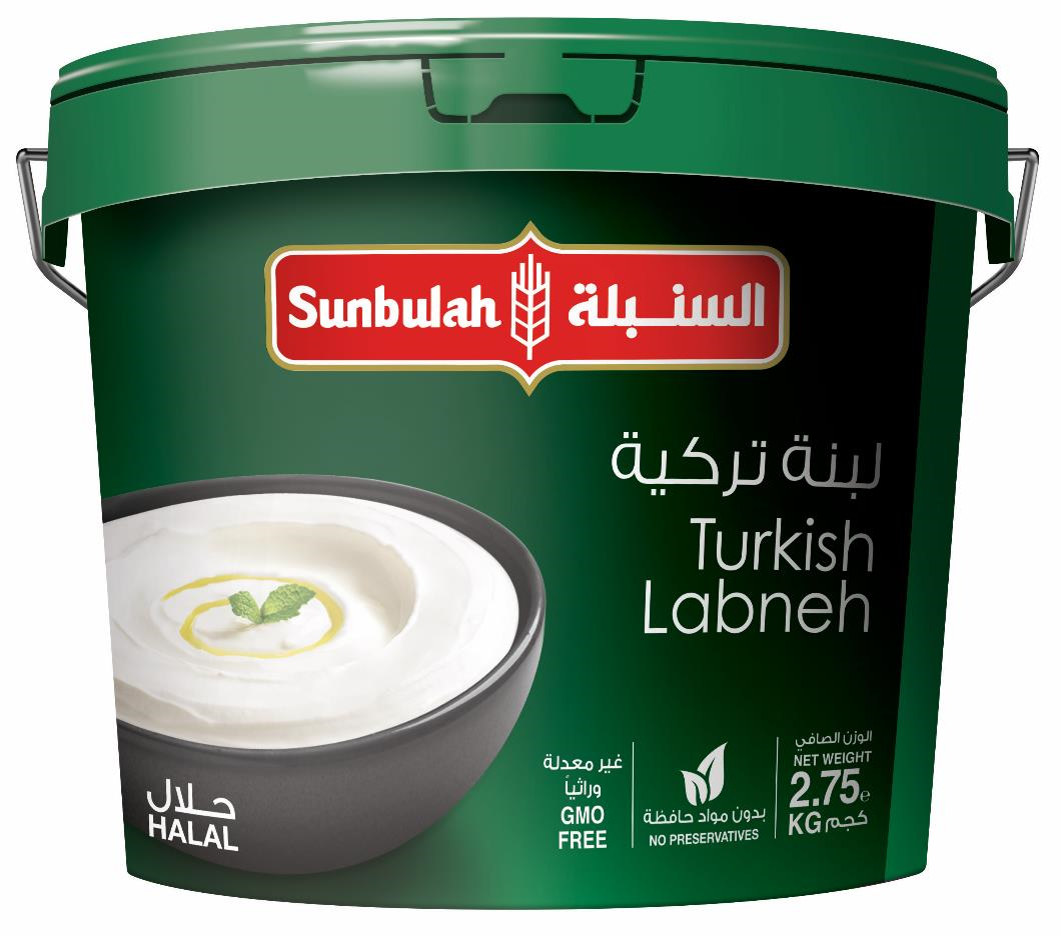 Sunbulah السنبلة
لبنة تركية
Turkish
Labneh
غير معدلة
وراثياً
GMO
FREE
بدون مواد حافظة
NO PRESERVATIVES
الوزن الصافي
NET WEIGHT
2.75e
KG كجم
حلال
HALAL